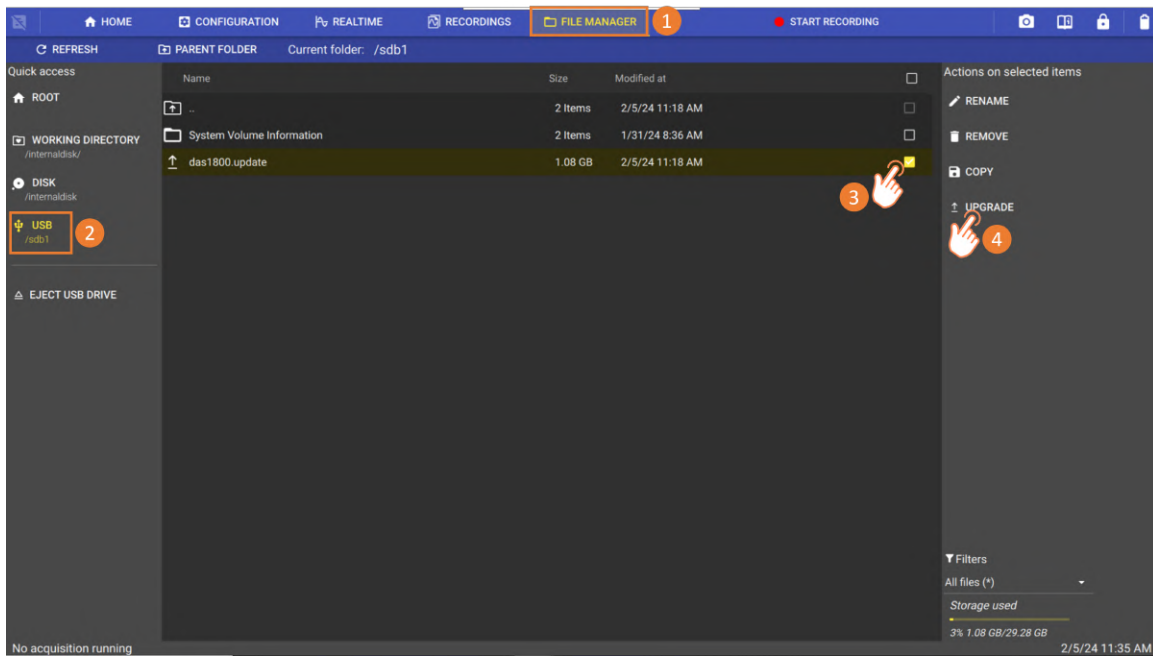 HOME CONFIGURATION REALTIME RECORDINGS FILE MANAGER 1 START RECORDING
REFRESH PARENT FOLDER Current folder: /sdb1
Quick access
ROOT
WORKING DIRECTORY
/internaldisk/
DISK
/internaldisk
USB
/sdb1
2
EJECT USB DRIVE
Name Size Modified at
.. 2 Items 2/5/24 11:18 AM
System Volume Information 2 Items 1/31/24 8:36 AM
das1800.update 1.08 GB 2/5/24 11:18 AM
3
Actions on selected items
RENAME
REMOVE
COPY
UPGRADE
4
Filters
All files (*)
Storage used
3% 1.08 GB/29.28 GB
No acquisition running 2/5/24 11:35 AM